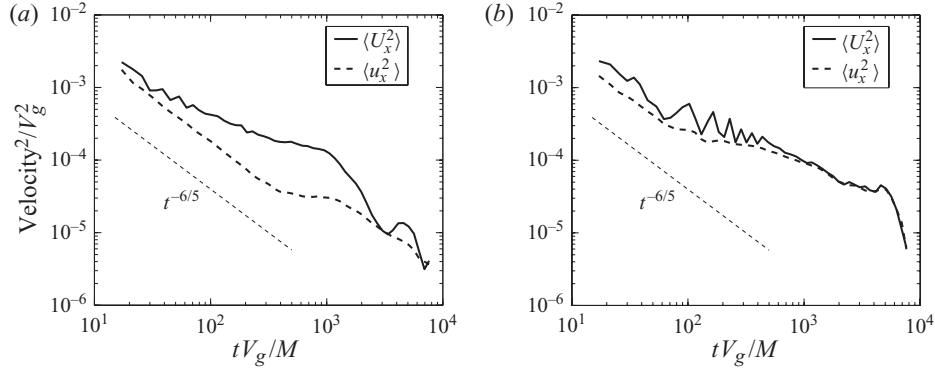 (a)
⟨U_x^2⟩
⟨u_x^2⟩
10^−2
10^−3
10^−4
10^−5
10^−6
Velocity^2/V_g^2
t^−6/5
10^1 10^2 10^3 10^4
tV_g/M
(b)
⟨U_x^2⟩
⟨u_x^2⟩
10^−2
10^−3
10^−4
10^−5
10^−6
t^−6/5
10^1 10^2 10^3 10^4
tV_g/M